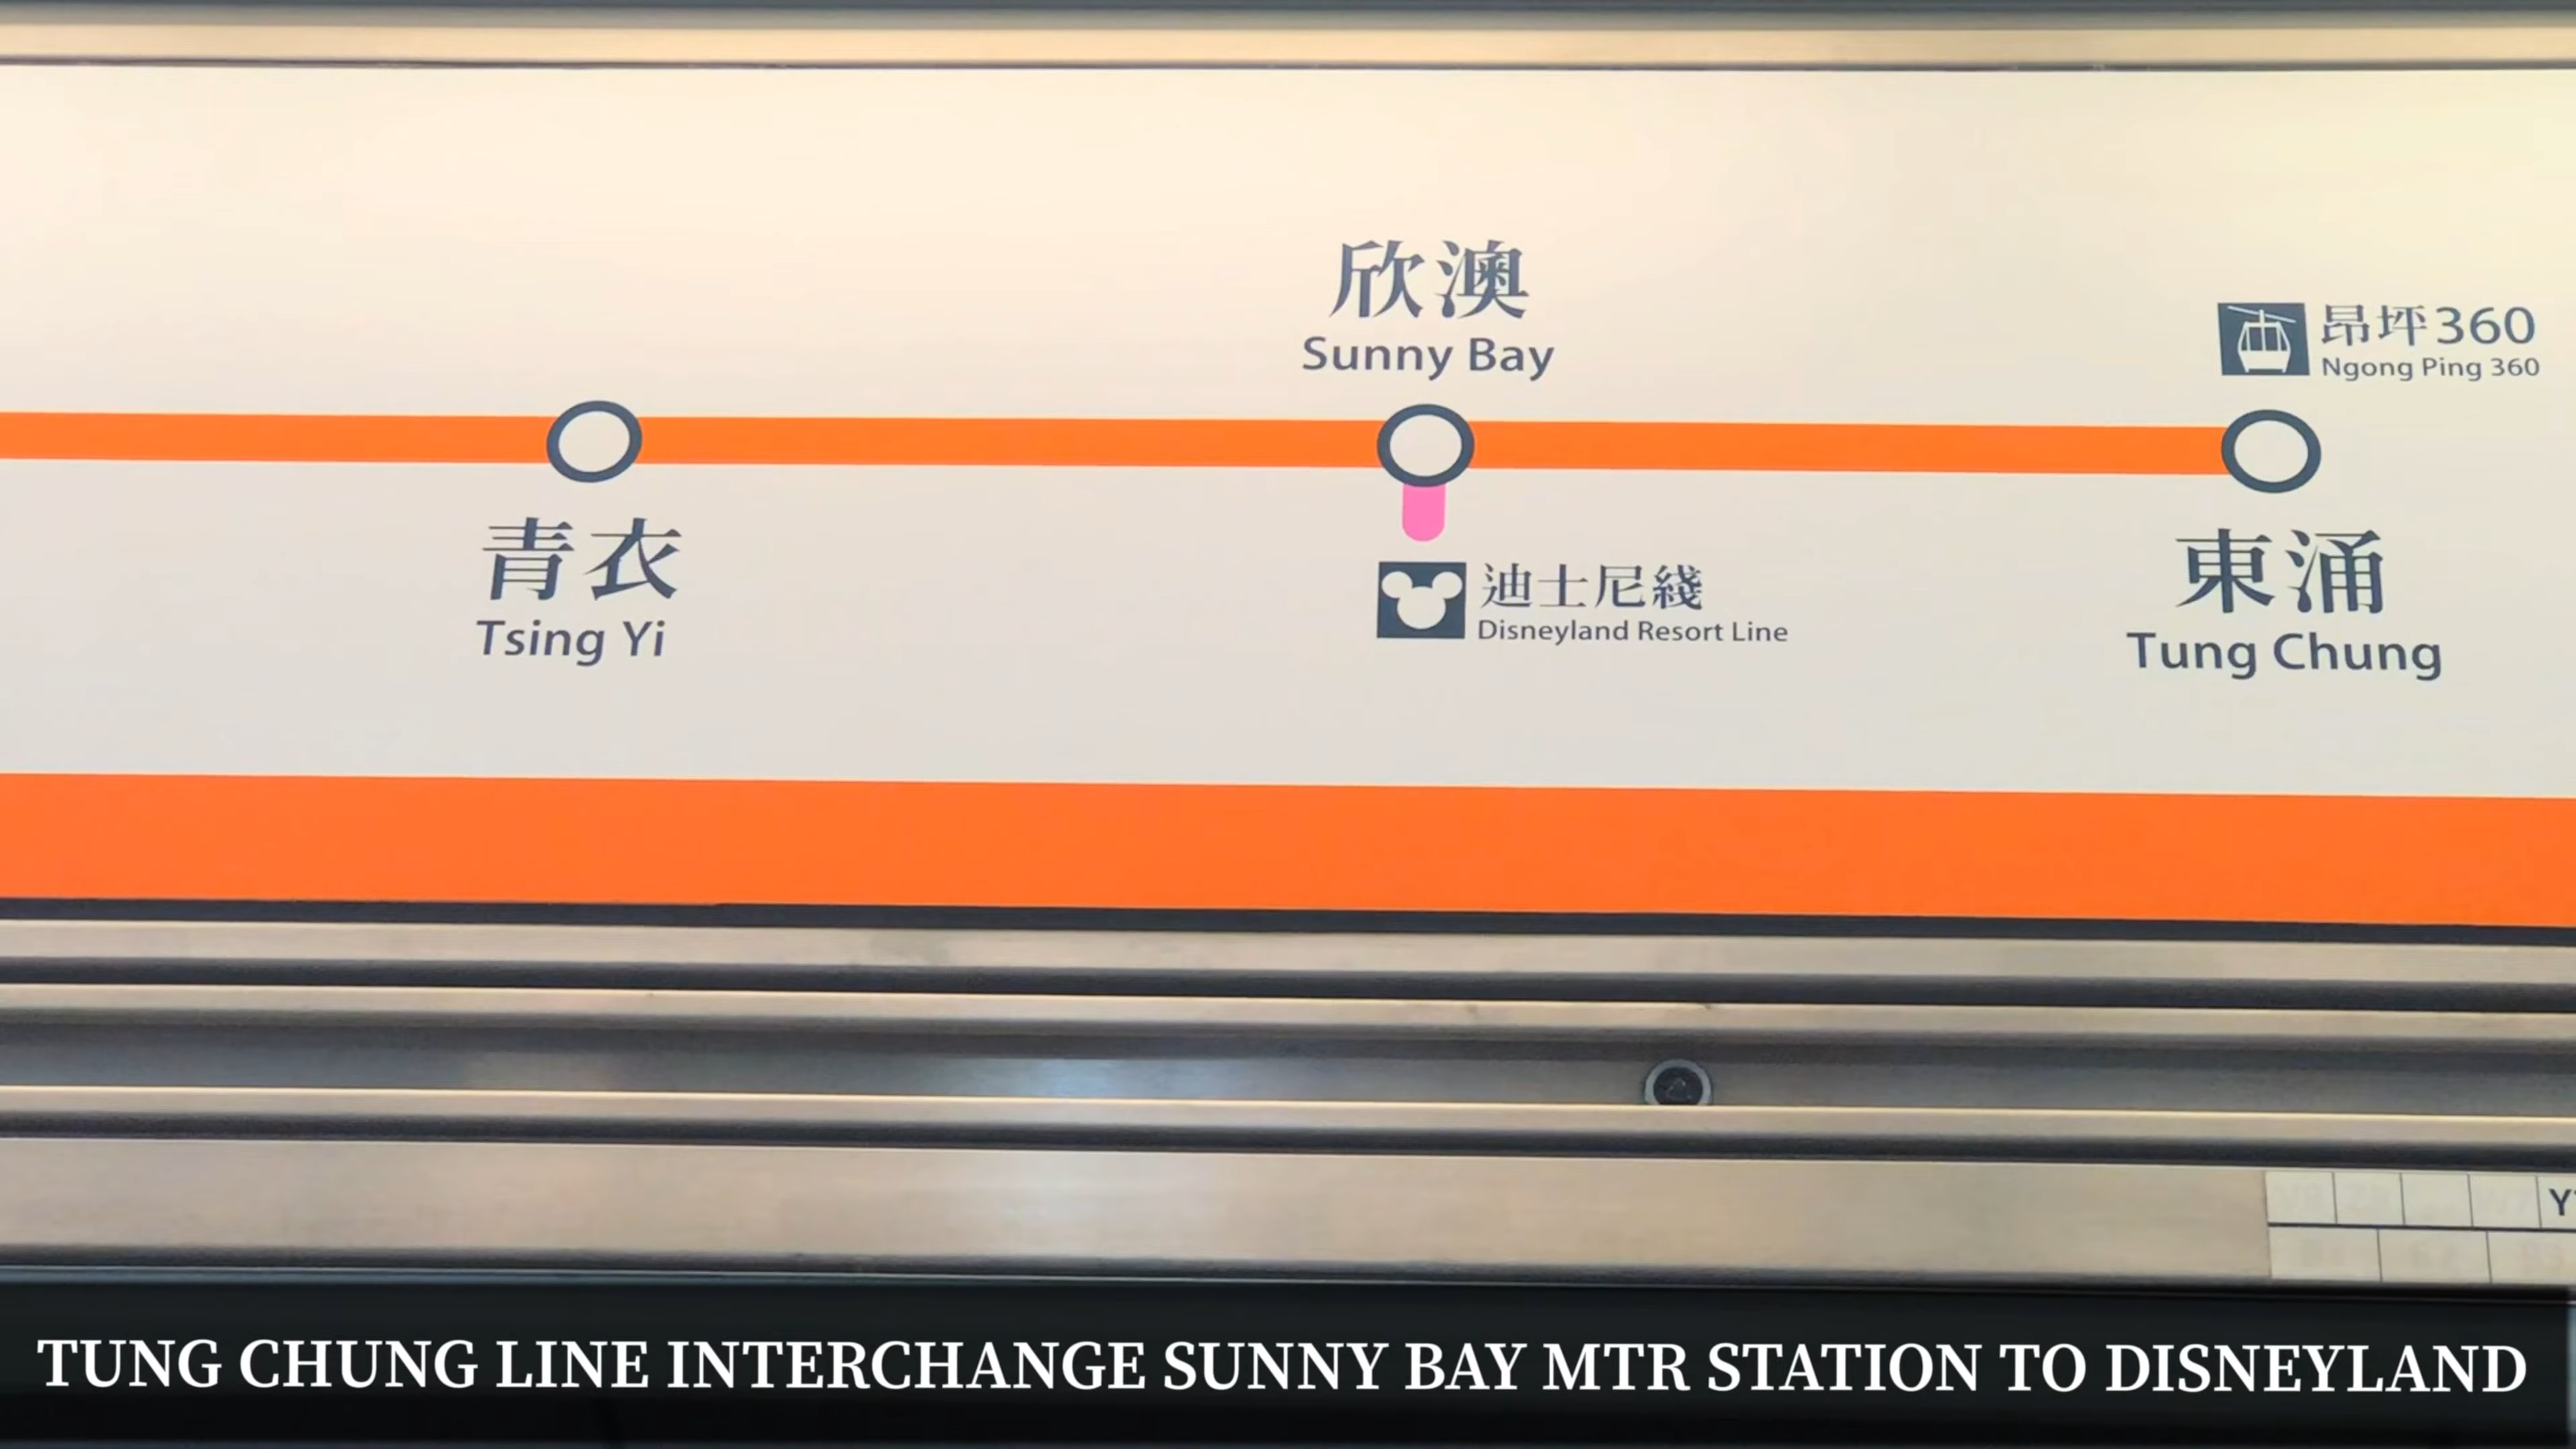 欣澳
Sunny Bay
昂坪360
Ngong Ping 360
青衣
Tsing Yi
迪士尼綫
Disneyland Resort Line
東涌
Tung Chung
TUNG CHUNG LINE INTERCHANGE SUNNY BAY MTR STATION TO DISNEYLAND